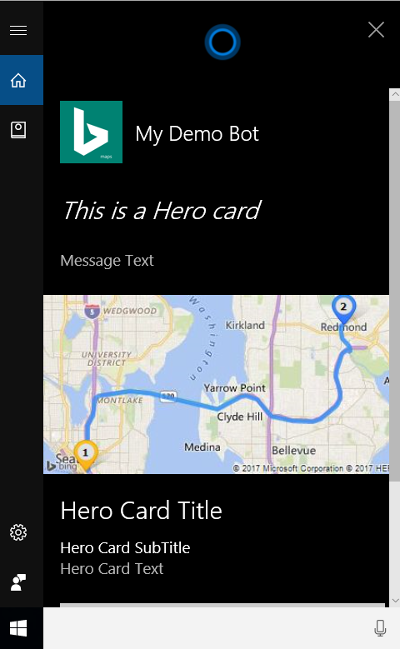 maps
My Demo Bot
This is a Hero card
Message Text
WEDGWOOD
5
Washington
Kirkland
2
Redmond
UNIVERSITY
DISTRICT
MONTLAKE
520
Yarrow Point
Clyde Hill
1
Medina
Bellevue
Sea
bing
© 2017 Microsoft Corporation © 2017 HE
Hero Card Title
Hero Card SubTitle
Hero Card Text